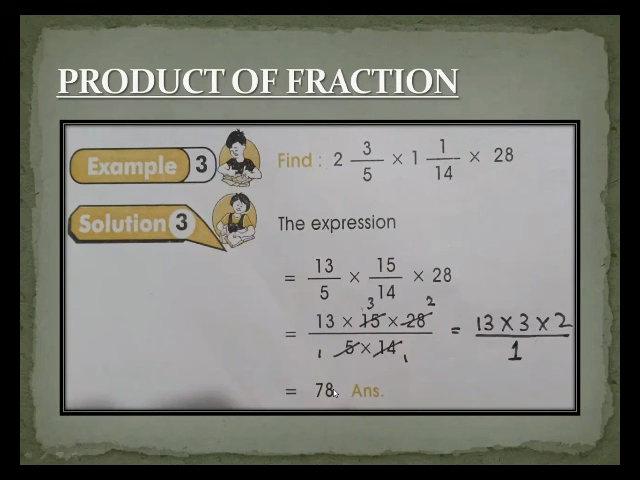 PRODUCT OF FRACTION
Example 3 Find : 2 3/5 × 1 1/14 × 28
Solution 3 The expression
= 13/5 × 15/14 × 28
3 2
= 13 × 15 × 28 / 5 × 14 = 13 × 3 × 2 / 1
1 1
= 78 Ans.